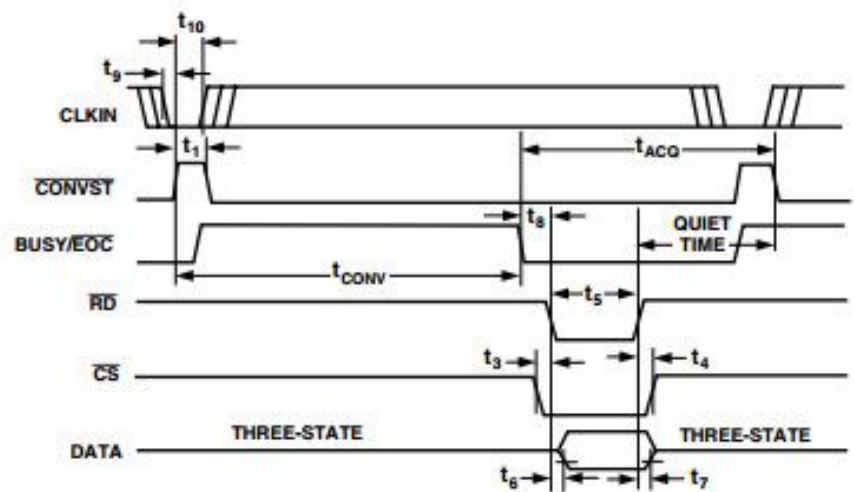 t10
t9
CLKIN
t1
tACQ
CONVST
t8
QUIET
TIME
BUSY/EOC
tCONV
t5
RD
t3
t4
CS
THREE-STATE
THREE-STATE
DATA
t6
t7